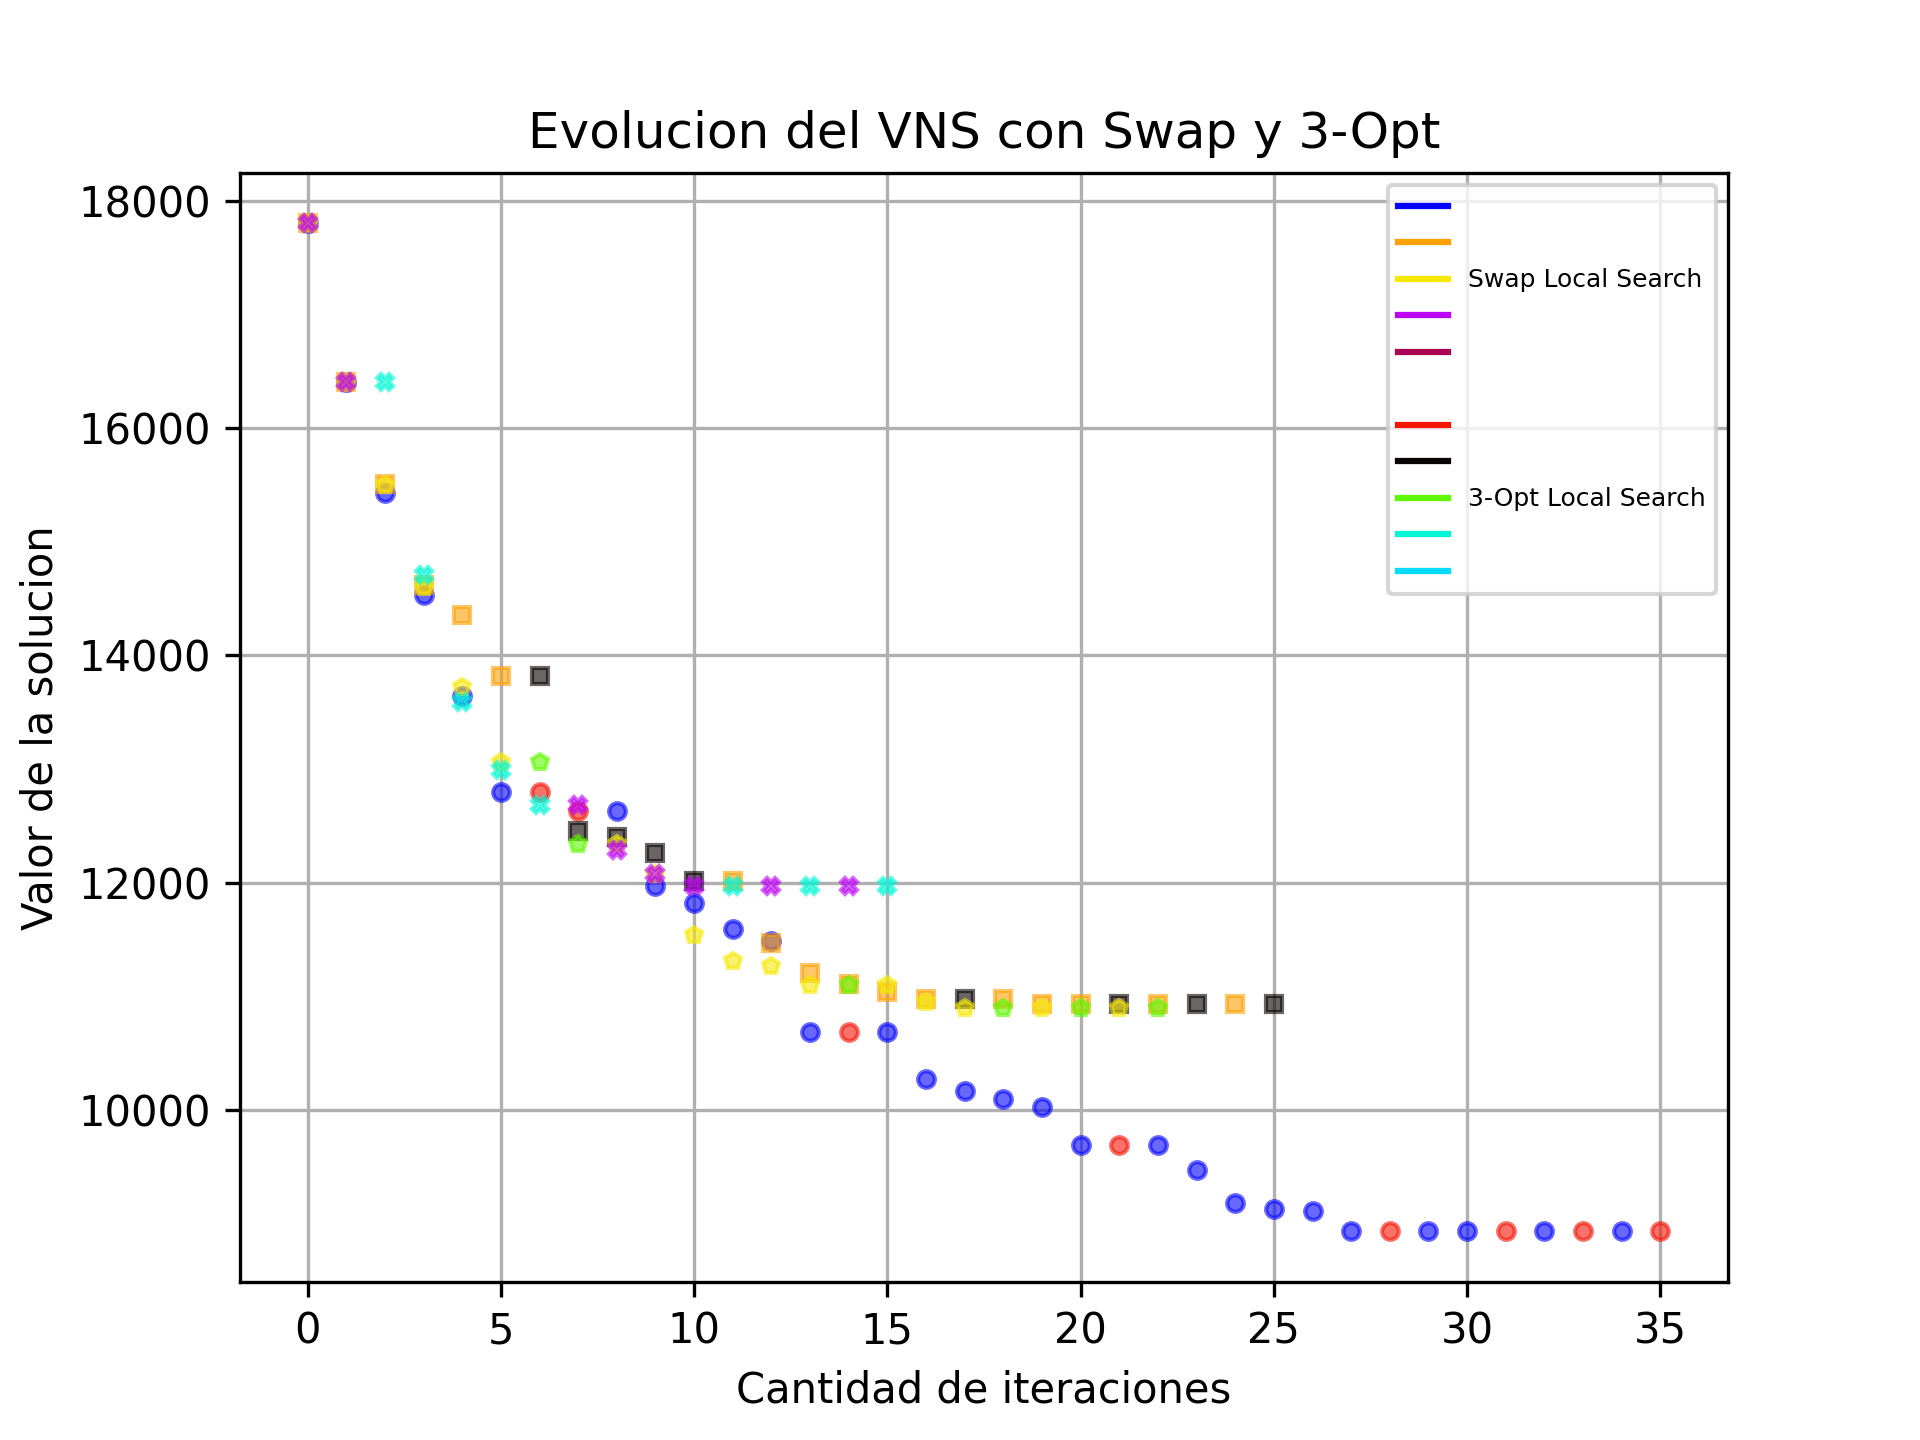 Evolucion del VNS con Swap y 3-Opt
18000
16000
14000
12000
10000
Valor de la solucion
Swap Local Search
3-Opt Local Search
0 5 10 15 20 25 30 35
Cantidad de iteraciones